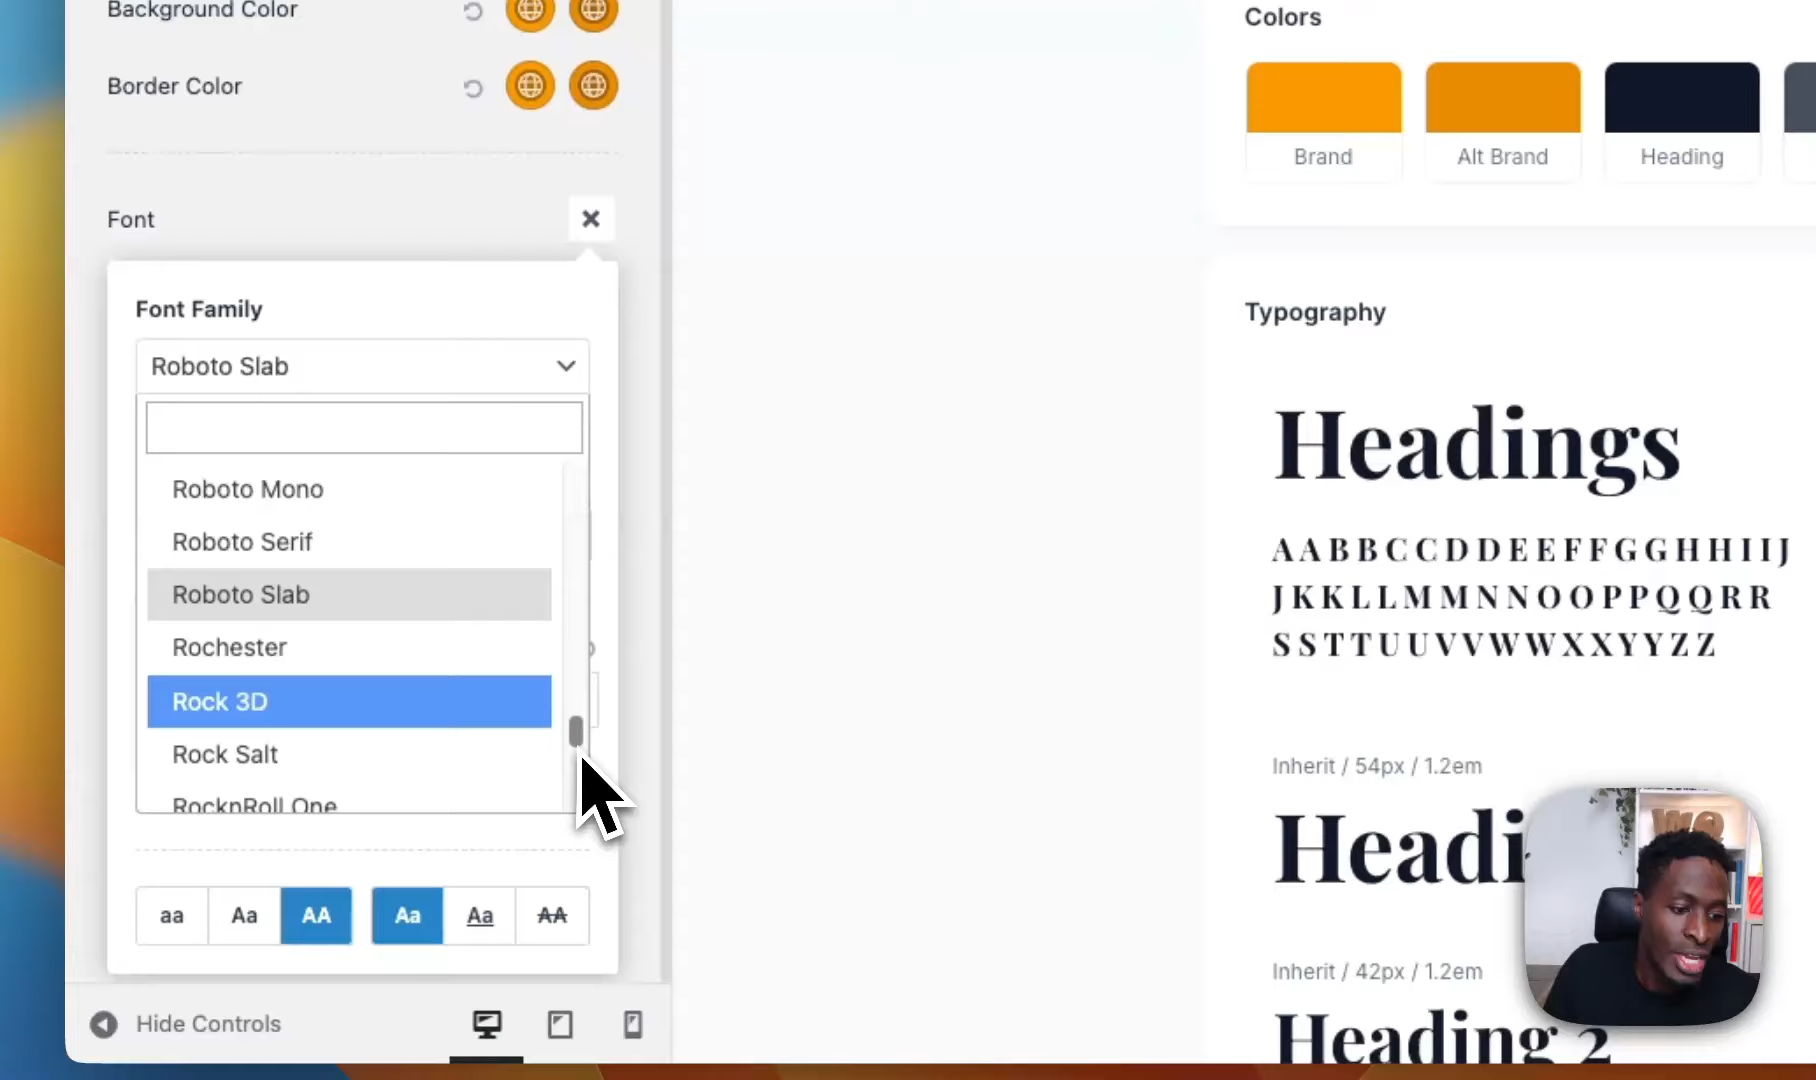 Background Color
Border Color
Font
Font Family
Roboto Slab
Roboto Mono
Roboto Serif
Roboto Slab
Rochester
Rock 3D
Rock Salt
RocknRoll One
aa Aa AA Aa Aa AA
Hide Controls
Colors
Brand Alt Brand Heading
Typography
Headings
A A B B C C D D E E F F G G H H I I J
J K K L L M M N N O O P P Q Q R R
S S T T U U V V W W X X Y Y Z Z
Inherit / 54px / 1.2em
Headi
Inherit / 42px / 1.2em
Heading 2